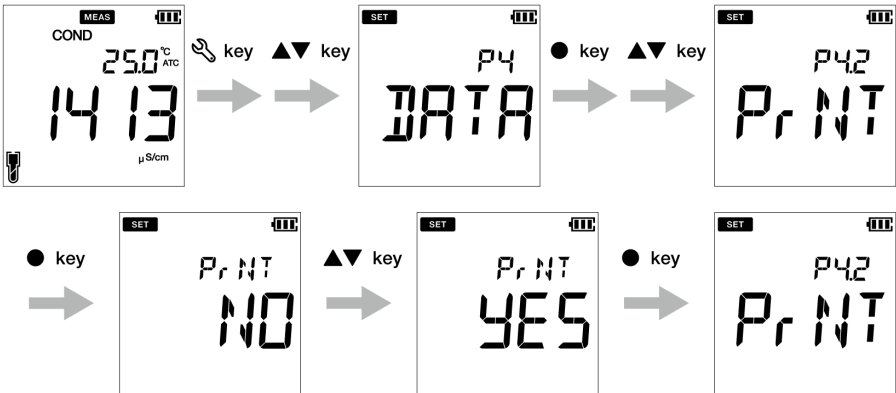 MEAS
COND
25.0 °C
ATC
1413
µS/cm
key
key
SET
P4
DATA
key
key
SET
P4.2
PrNT
key
SET
PrNT
NO
key
SET
PrNT
YES
key
SET
P4.2
PrNT